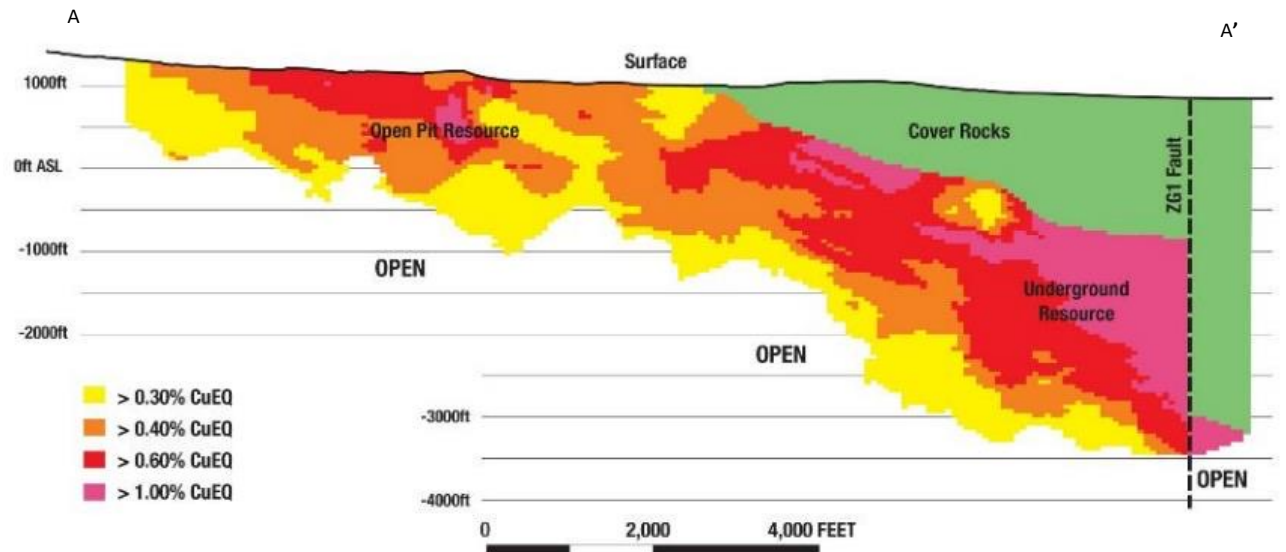 A
A’
Surface
1000ft
Open Pit Resource
Cover Rocks
0ft ASL
ZG1 Fault
-1000ft
OPEN
Underground
Resource
-2000ft
OPEN
> 0.30% CuEQ
> 0.40% CuEQ
> 0.60% CuEQ
> 1.00% CuEQ
-3000ft
OPEN
-4000ft
0 2,000 4,000 FEET